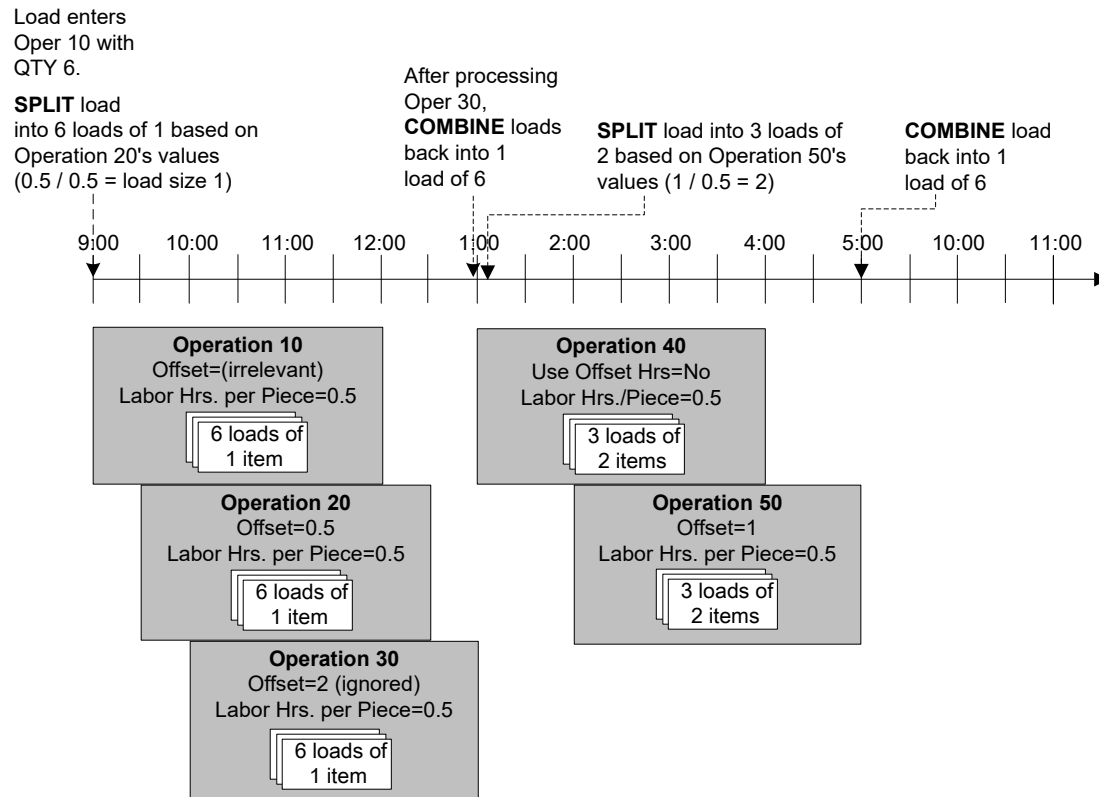 Load enters
Oper 10 with
QTY 6.
SPLIT load
into 6 loads of 1 based on
Operation 20's values
(0.5 / 0.5 = load size 1)
After processing
Oper 30,
COMBINE loads
back into 1
load of 6
SPLIT load into 3 loads of
2 based on Operation 50's
values (1 / 0.5 = 2)
COMBINE load
back into 1
load of 6
9:00 10:00 11:00 12:00 1:00 2:00 3:00 4:00 5:00 10:00 11:00
Operation 10
Offset=(irrelevant)
Labor Hrs. per Piece=0.5
6 loads of
1 item
Operation 40
Use Offset Hrs=No
Labor Hrs./Piece=0.5
3 loads of
2 items
Operation 20
Offset=0.5
Labor Hrs. per Piece=0.5
6 loads of
1 item
Operation 50
Offset=1
Labor Hrs. per Piece=0.5
3 loads of
2 items
Operation 30
Offset=2 (ignored)
Labor Hrs. per Piece=0.5
6 loads of
1 item